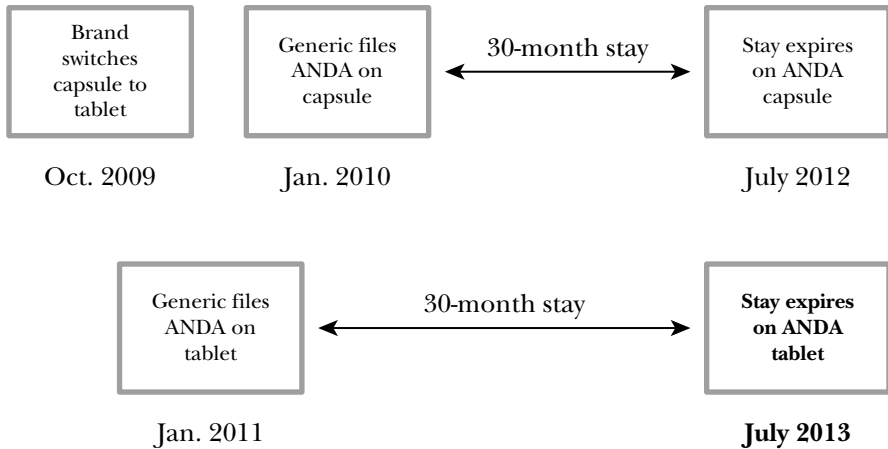 Brand
switches
capsule to
tablet
Generic files
ANDA on
capsule
30-month stay
Stay expires
on ANDA
capsule
Oct. 2009
Jan. 2010
July 2012
Generic files
ANDA on
tablet
30-month stay
Stay expires
on ANDA
tablet
Jan. 2011
July 2013